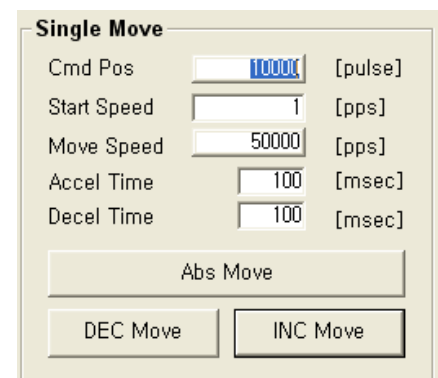 Single Move
Cmd Pos 10000 [pulse]
Start Speed 1 [pps]
Move Speed 50000 [pps]
Accel Time 100 [msec]
Decel Time 100 [msec]
Abs Move
DEC Move INC Move